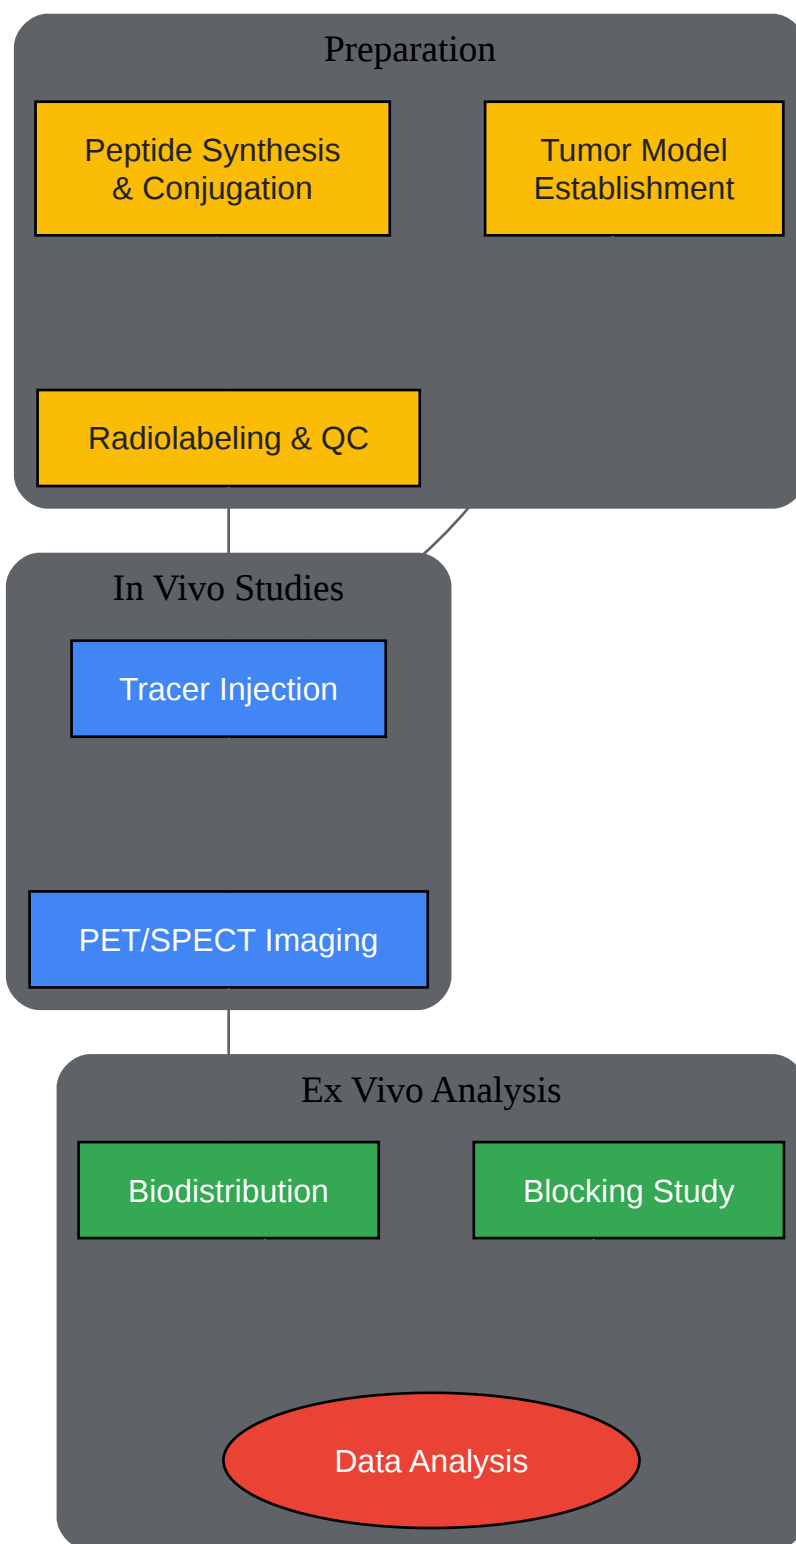 Preparation
Peptide Synthesis
& Conjugation
Tumor Model
Establishment
Radiolabeling & QC
In Vivo Studies
Tracer Injection
PET/SPECT Imaging
Ex Vivo Analysis
Biodistribution
Blocking Study
Data Analysis